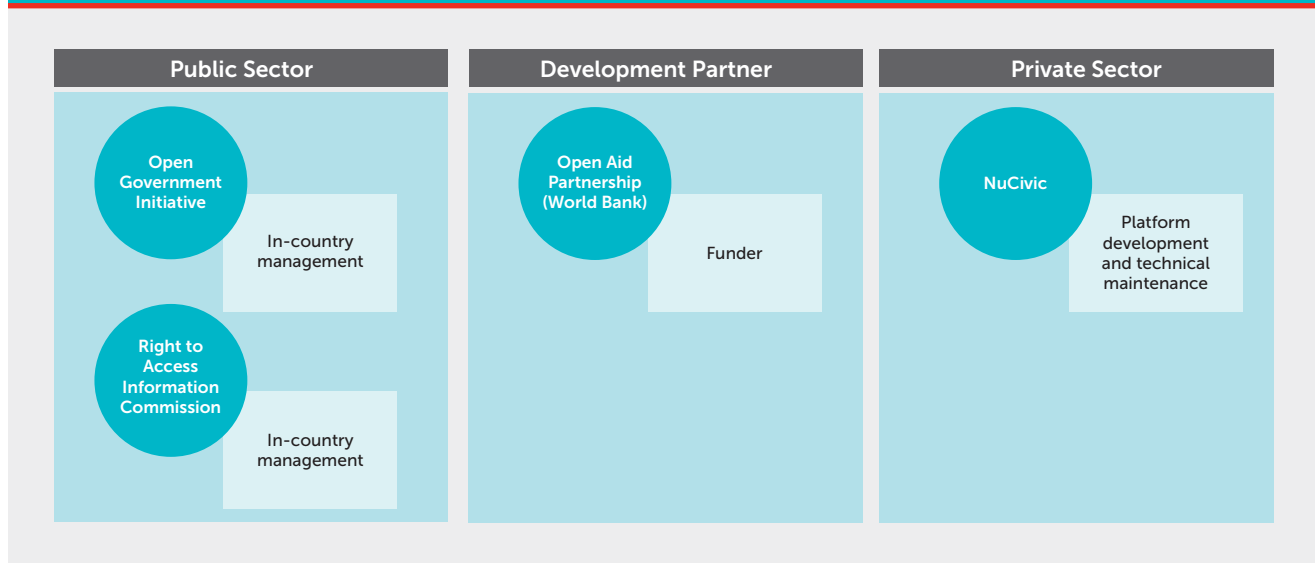 Public Sector
Open
Government
Initiative
In-country
management
Right to
Access
Information
Commission
In-country
management
Development Partner
Open Aid
Partnership
(World Bank)
Funder
Private Sector
NuCivic
Platform
development
and technical
maintenance